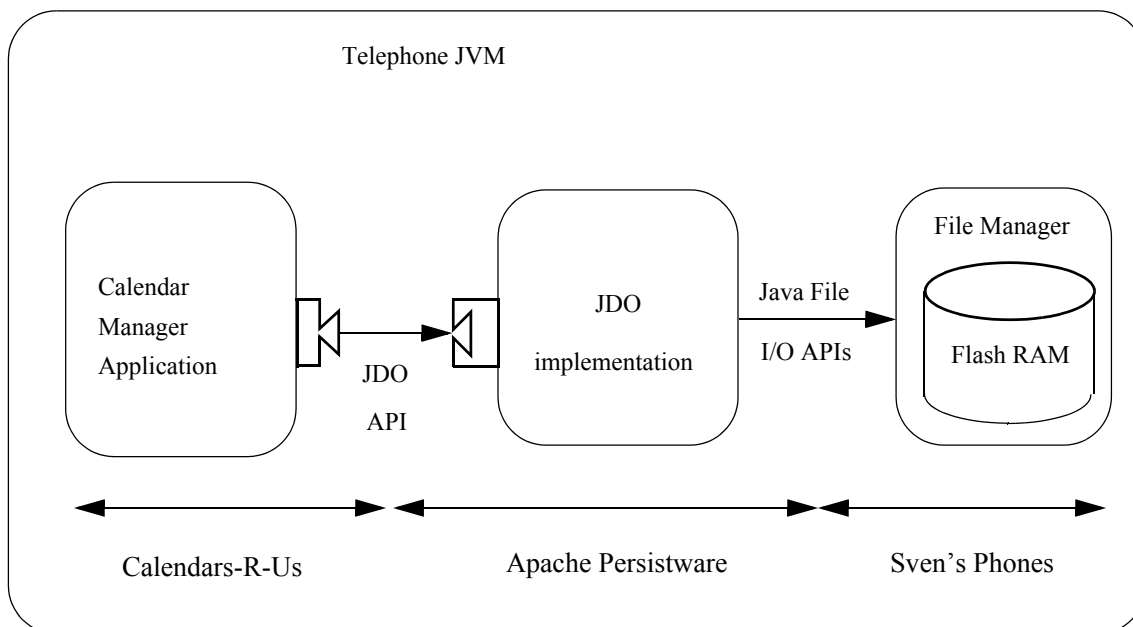 Telephone JVM
Calendar
Manager
Application
JDO
API
JDO
implementation
Java File
I/O APIs
File Manager
Flash RAM
Calendars-R-Us
Apache Persistware
Sven’s Phones